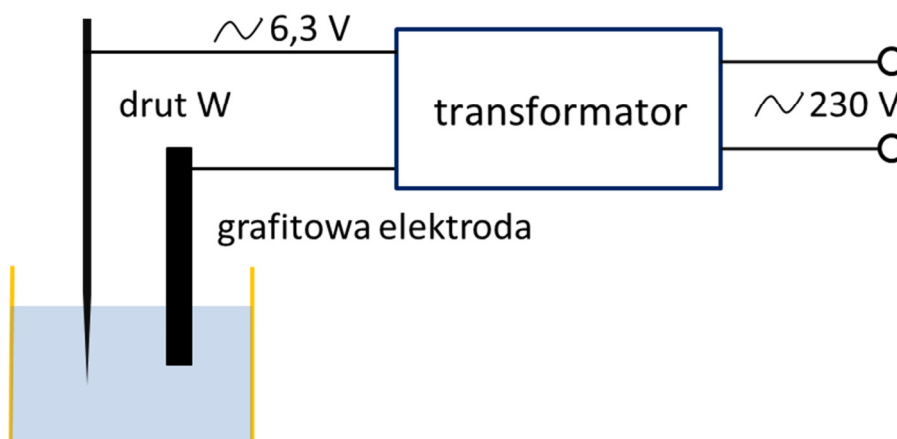 ~ 6,3 V
drut W
transformator
~ 230 V
grafitowa elektroda